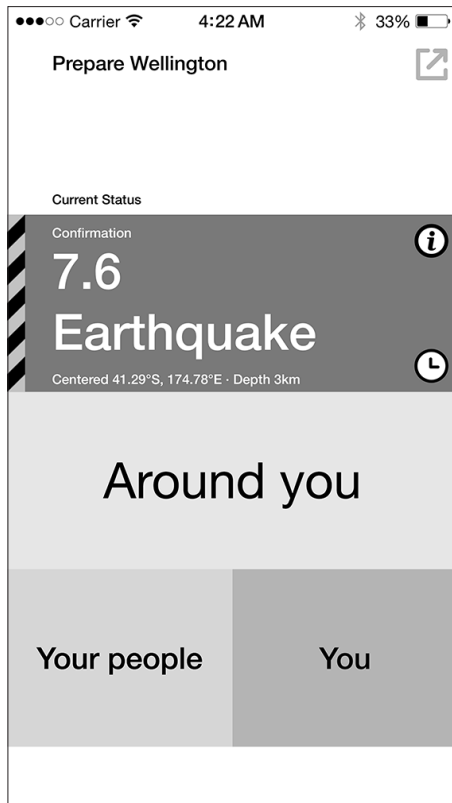 Carrier 4:22 AM 33%
Prepare Wellington
Current Status
Confirmation
7.6
Earthquake
Centered 41.29°S, 174.78°E · Depth 3km
Around you
Your people You